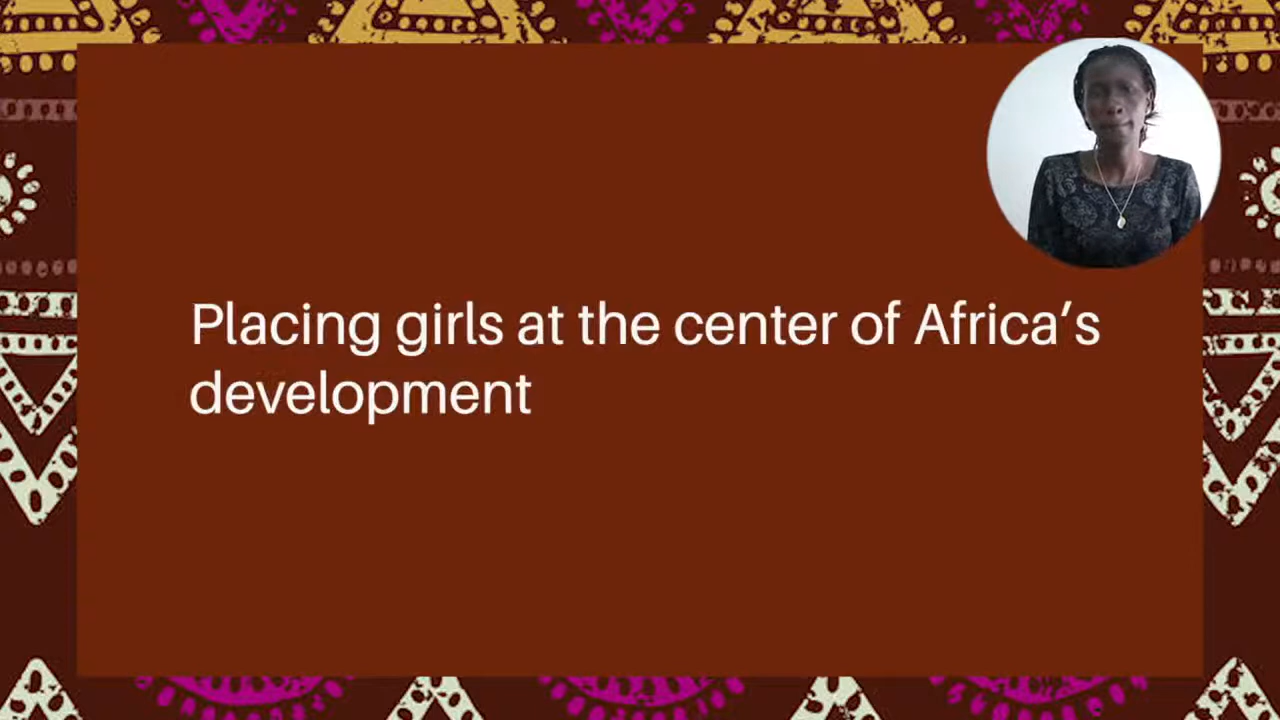 Placing girls at the center of Africa’s
development